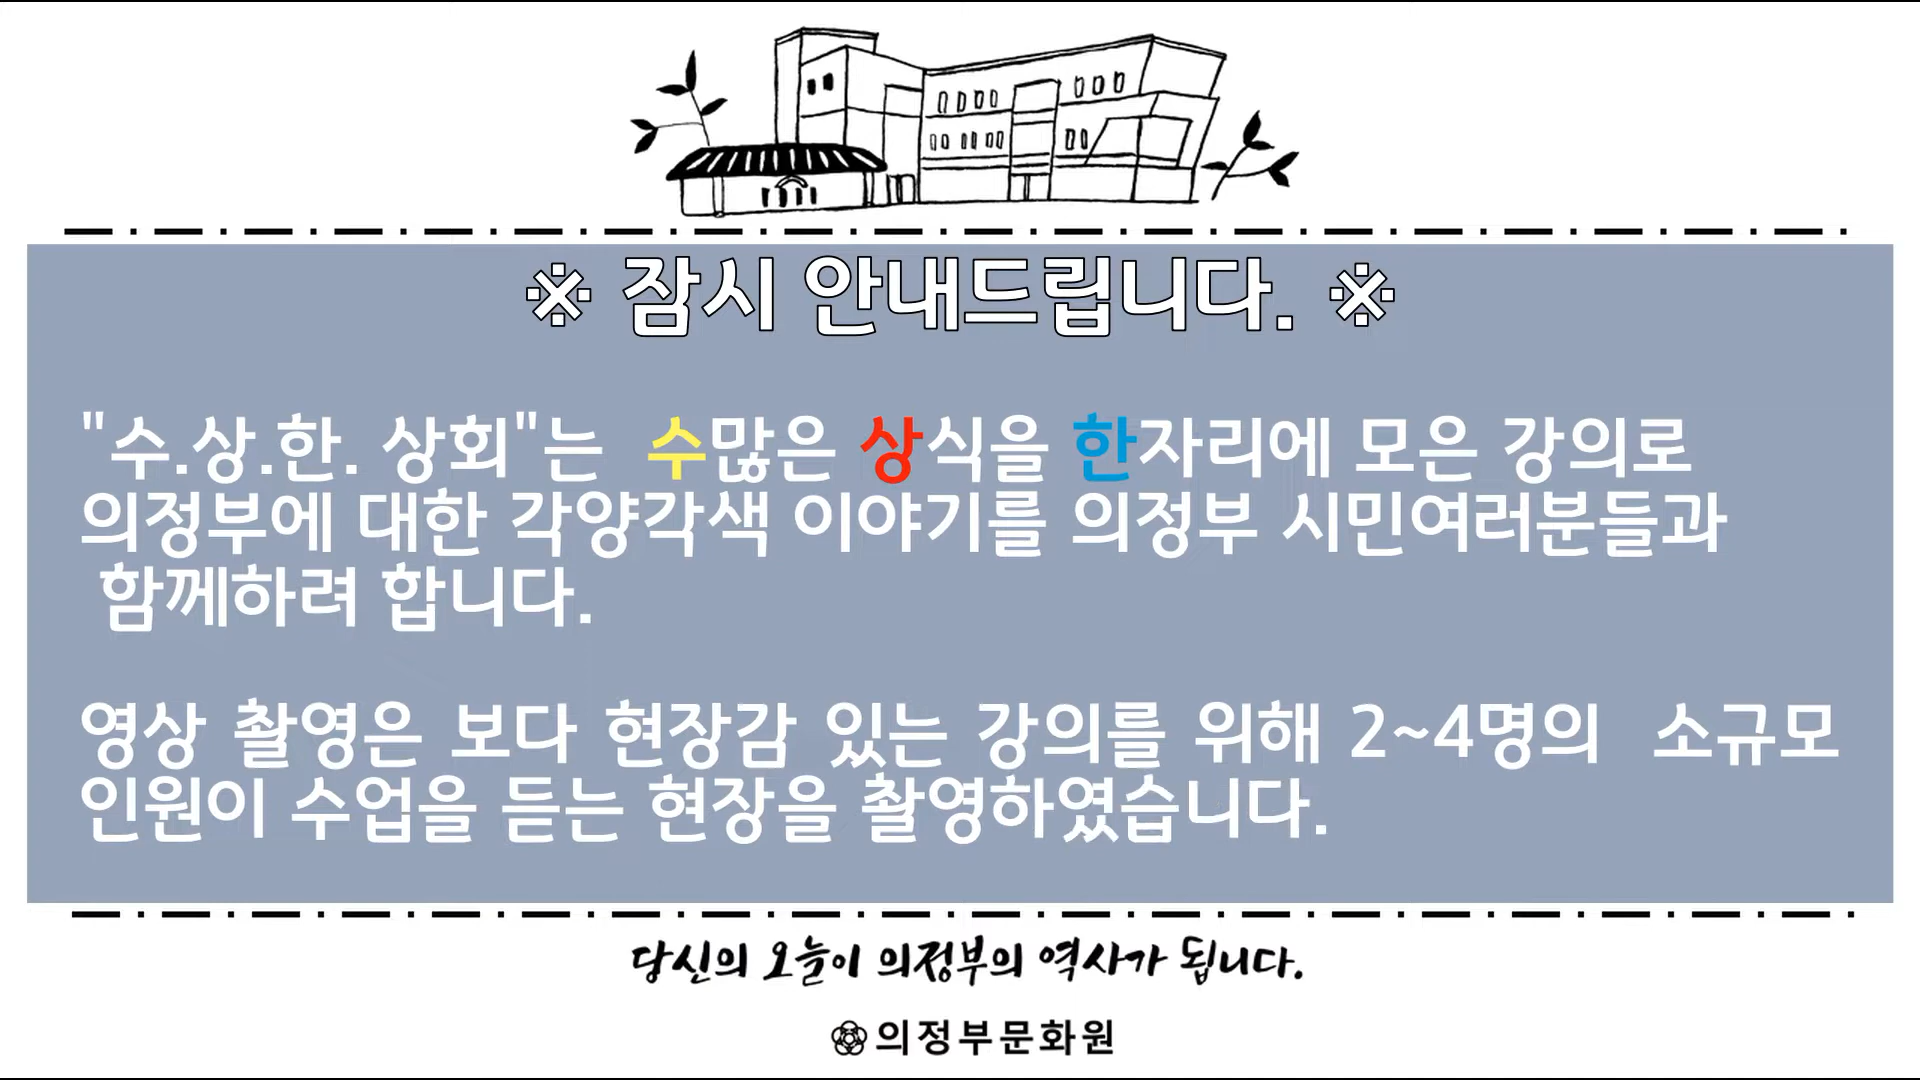 ※ 잠시 안내드립니다. ※
"수.상.한. 상회"는 수많은 상식을 한자리에 모은 강의로
의정부에 대한 각양각색 이야기를 의정부 시민여러분들과
함께하려 합니다.
영상 촬영은 보다 현장감 있는 강의를 위해 2~4명의 소규모
인원이 수업을 듣는 현장을 촬영하였습니다.
당신의 오늘이 의정부의 역사가 됩니다.
의정부문화원